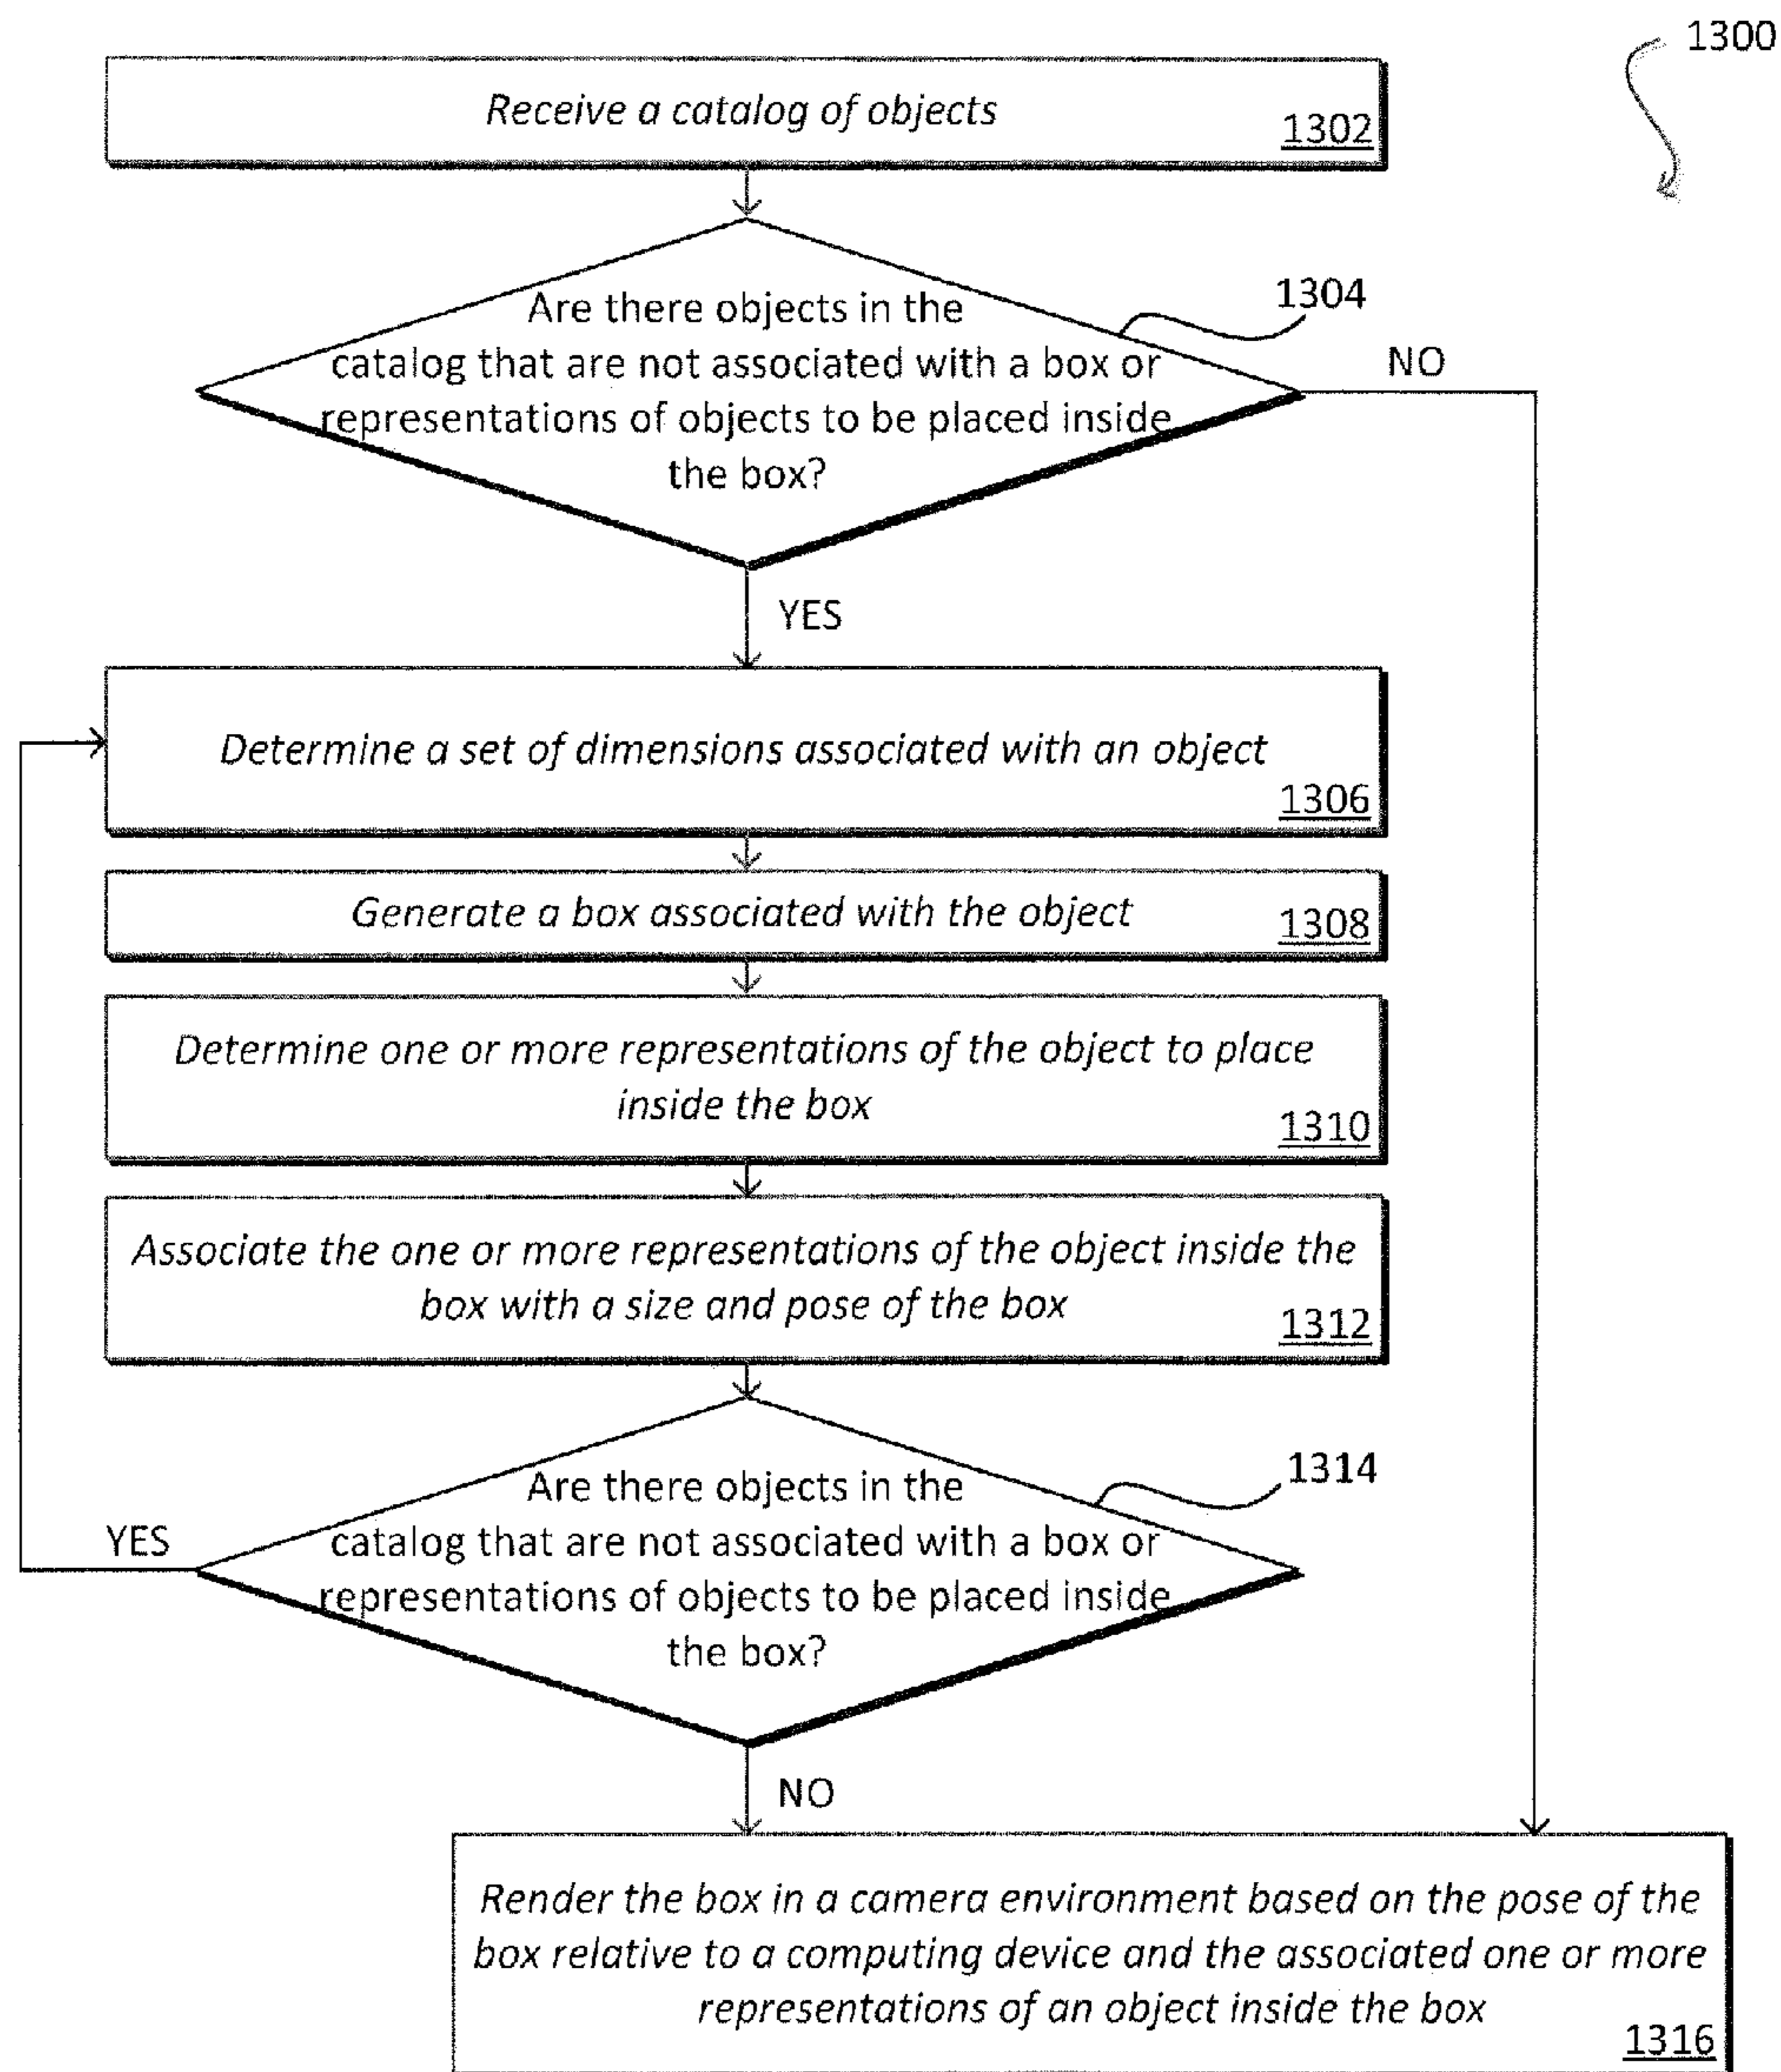 1300
Receive a catalog of objects
1302
Are there objects in the
catalog that are not associated with a box or
representations of objects to be placed inside
the box?
1304
NO
YES
Determine a set of dimensions associated with an object
1306
Generate a box associated with the object
1308
Determine one or more representations of the object to place
inside the box
1310
Associate the one or more representations of the object inside the
box with a size and pose of the box
1312
Are there objects in the
catalog that are not associated with a box or
representations of objects to be placed inside
the box?
1314
YES
NO
Render the box in a camera environment based on the pose of the
box relative to a computing device and the associated one or more
representations of an object inside the box
1316